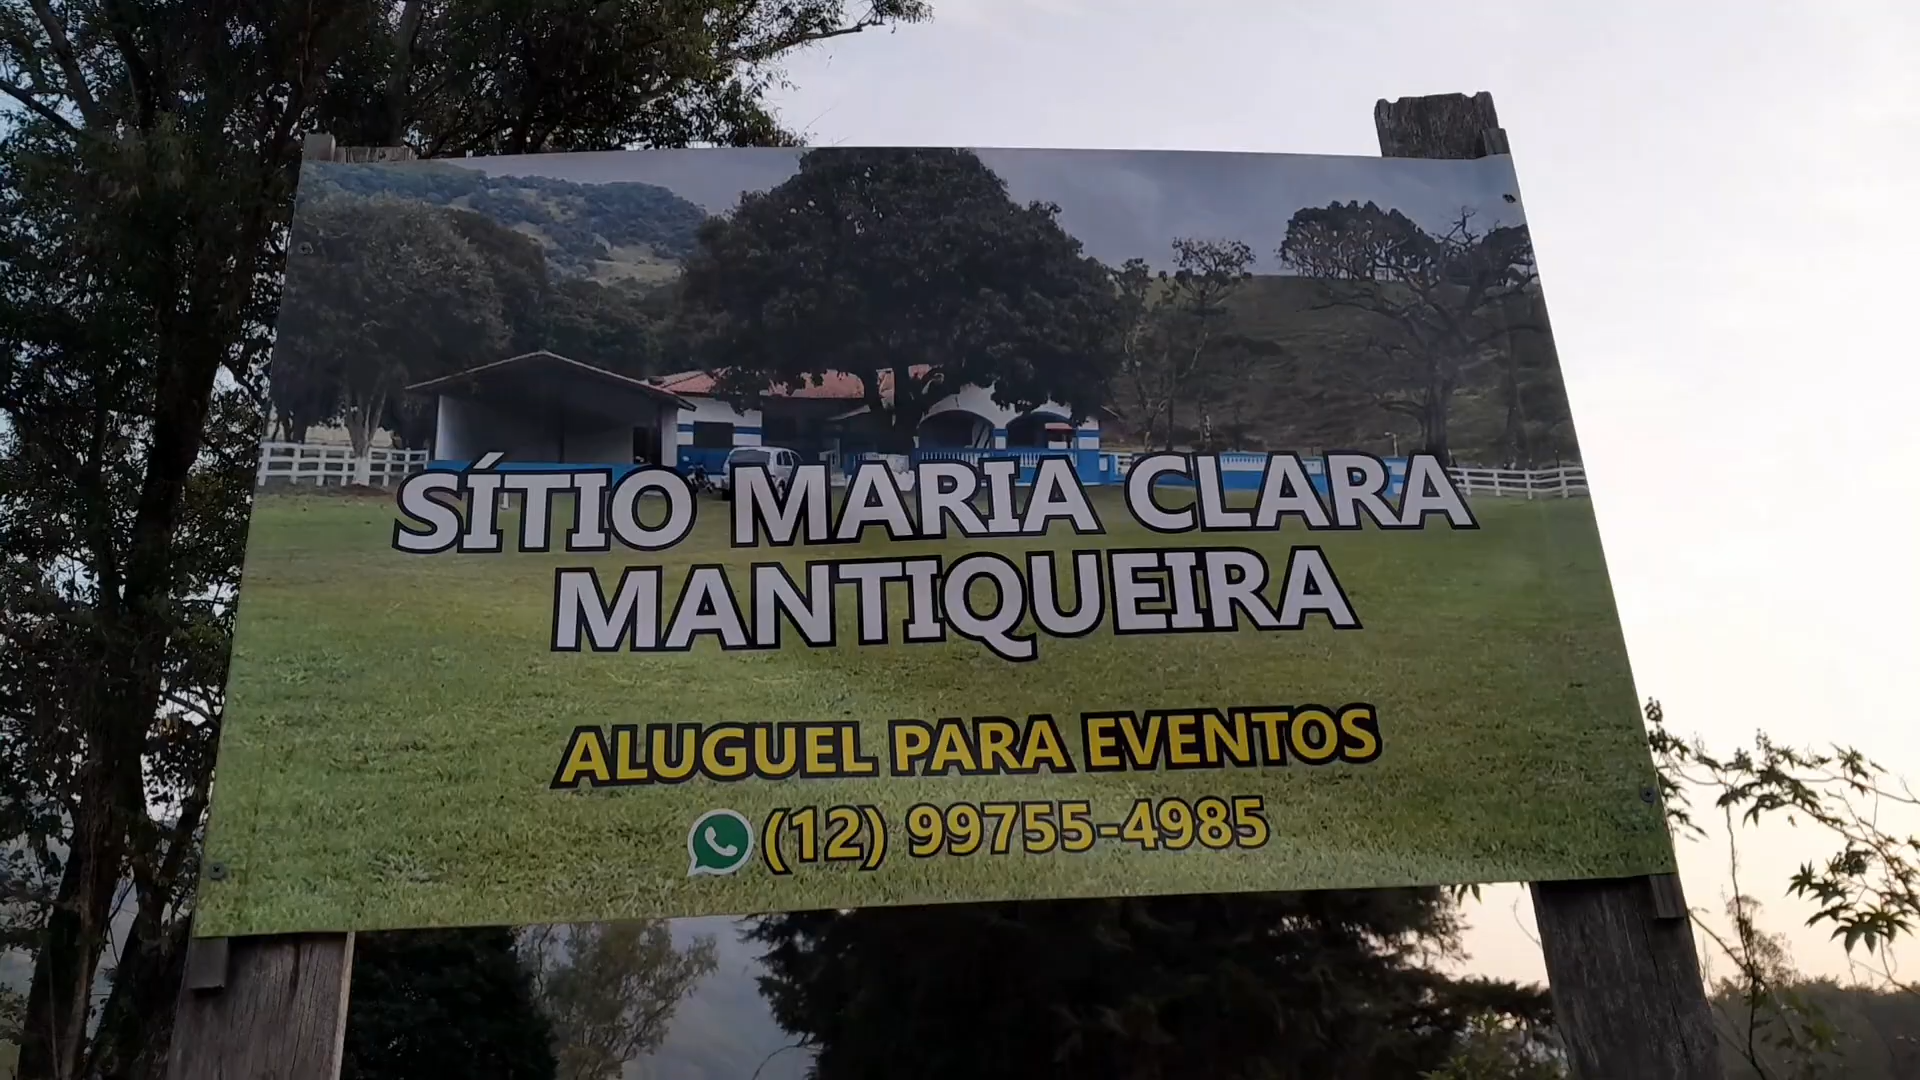 SÍTIO MARIA CLARA
MANTIQUEIRA
ALUGUEL PARA EVENTOS
(12) 99755-4985